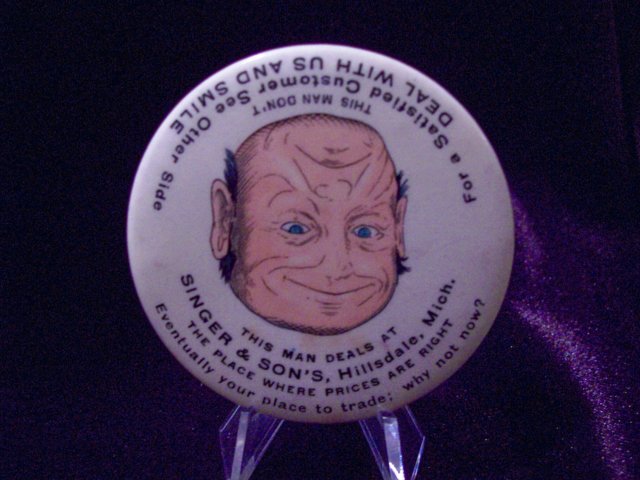 THIS MAN DON'T
For a Satisfied Customer See Other Side
DEAL WITH US AND SMILE
THIS MAN DEALS AT
SINGER & SON'S, Hillsdale, Mich.
THE PLACE WHERE PRICES ARE RIGHT
Eventually your place to trade; why not now?